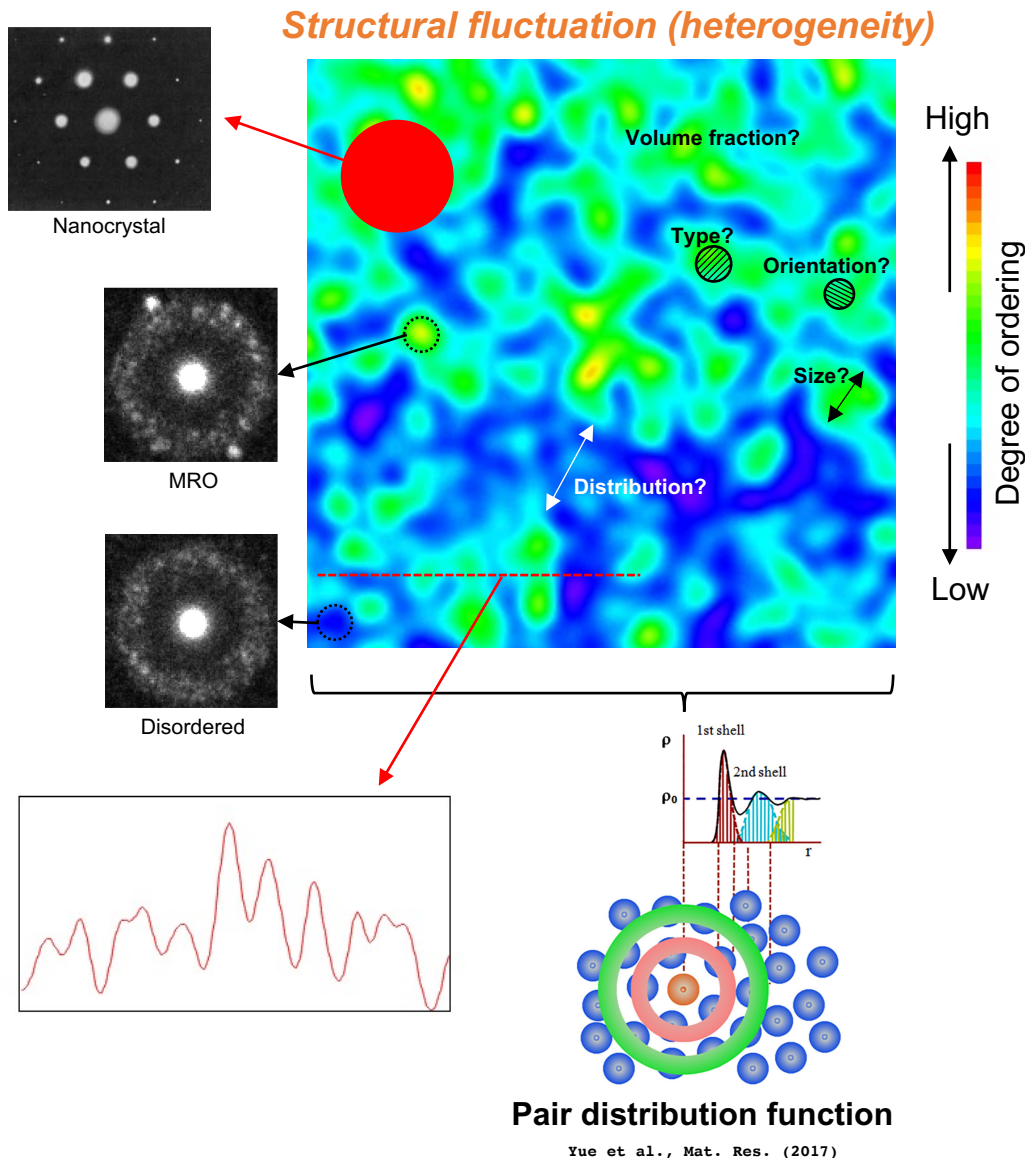 Structural fluctuation (heterogeneity)
Nanocrystal
Volume fraction?
Type?
Orientation?
Size?
Distribution?
High
Degree of ordering
Low
MRO
Disordered
ρ
1st shell
2nd shell
ρ0
r
Pair distribution function
Yue et al., Mat. Res. (2017)